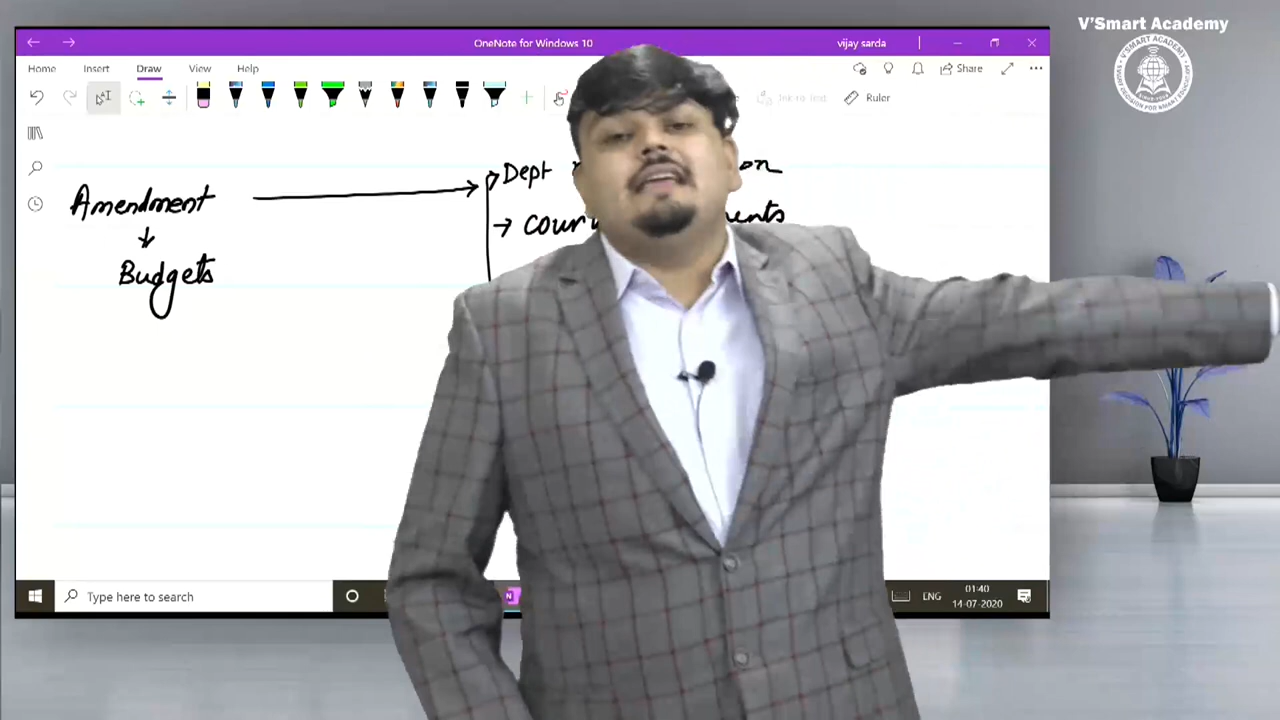 V'Smart Academy
OneNote for Windows 10
vijay sarda
Home Insert Draw View Help
Share
Ruler
Dept
Amendment
Budgets
Type here to search
ENG
01:40
14-07-2020